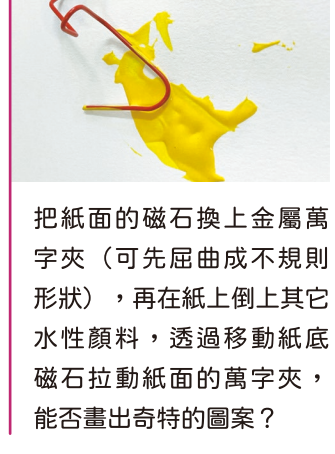 把紙面的磁石換上金屬萬
字夾（可先屈曲成不規則
形狀），再在紙上倒上其它
水性顏料，透過移動紙底
磁石拉動紙面的萬字夾，
能否畫出奇特的圖案？